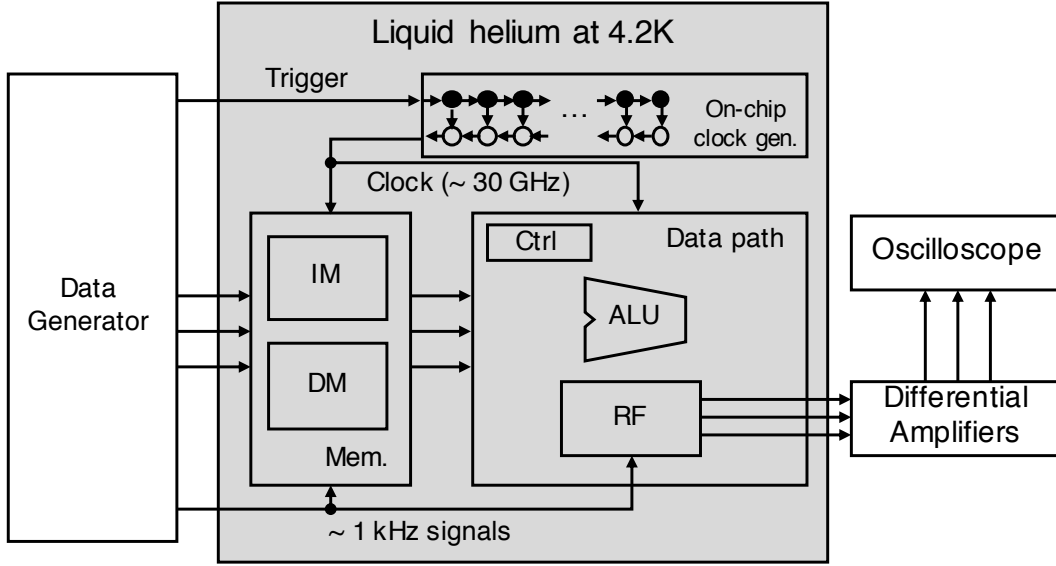 Liquid helium at 4.2K
Trigger
...
On-chip
clock gen.
Clock (~ 30 GHz)
Data
Generator
IM
DM
Mem.
Ctrl
Data path
ALU
RF
~ 1 kHz signals
Oscilloscope
Differential
Amplifiers